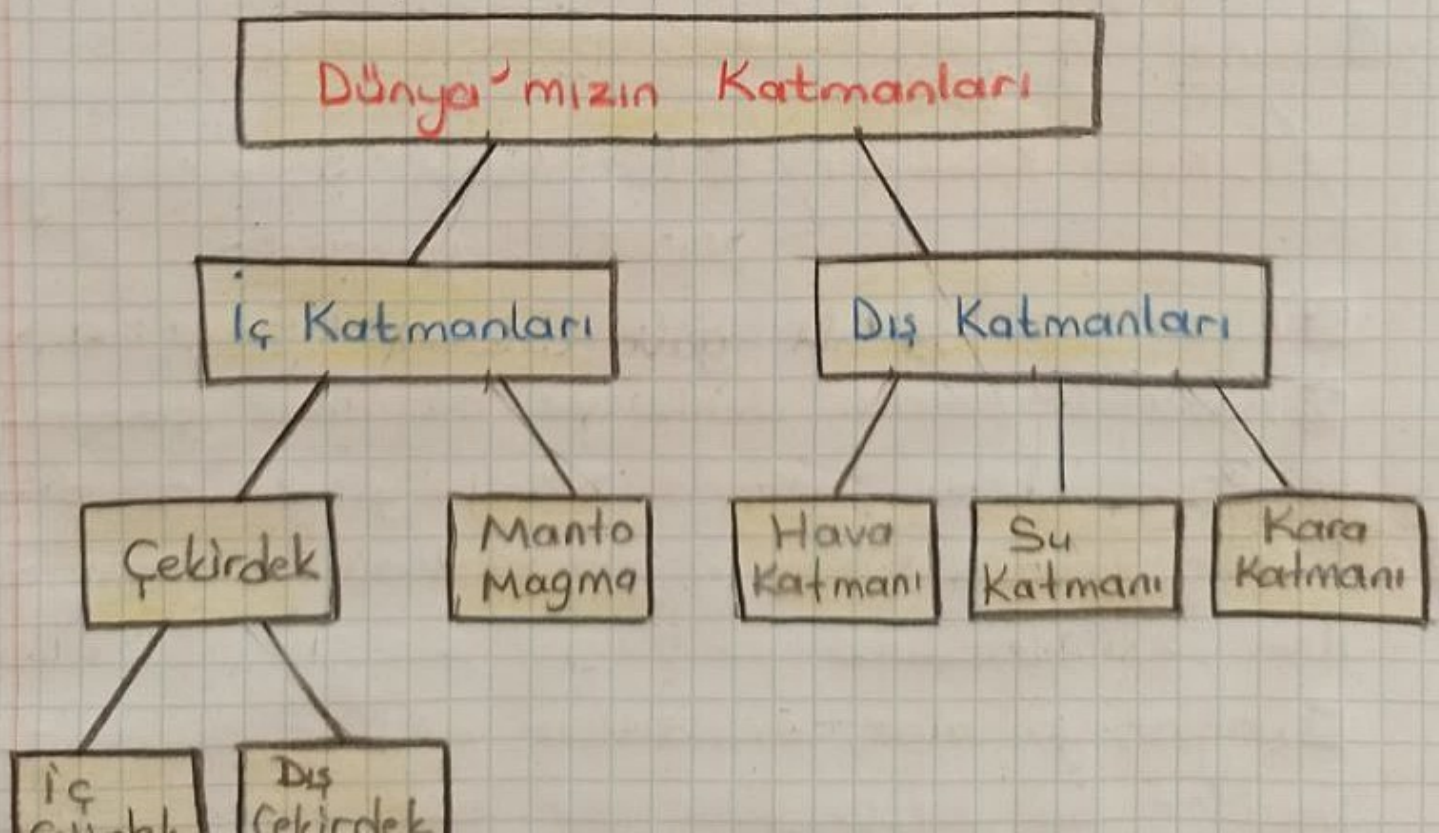 Dünya'mızın Katmanları
İç Katmanları
Dış Katmanları
Çekirdek
Manto
Magma
Hava
Katmanı
Su
Katmanı
Kara
Katmanı
İç
Dış
Çekirdek